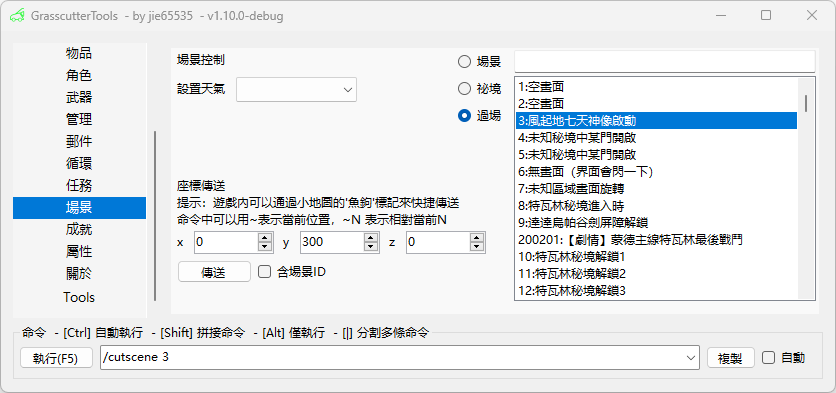 GrasscutterTools - by jie65535 - v1.10.0-debug
物品
角色
武器
管理
郵件
循環
任務
場景
成就
屬性
關於
Tools
場景控制
設置天氣
場景
祕境
過場
1:空畫面
2:空畫面
3:風起地七天神像啟動
4:未知秘境中某門開啟
5:未知秘境中某門開啟
6:無畫面（界面會閃一下）
7:未知區域畫面旋轉
8:特瓦林秘境進入時
9:達達烏帕谷劍屏障解鎖
200201:【劇情】蒙德主線特瓦林最後戰鬥
10:特瓦林秘境解鎖1
11:特瓦林秘境解鎖2
12:特瓦林秘境解鎖3
座標傳送
提示：遊戲內可以通過小地圖的'魚鉤'標記來快捷傳送
命令中可以用~表示當前位置，~N 表示相對當前N
x 0 y 300 z 0
傳送 含場景ID
命令 - [Ctrl] 自動執行 - [Shift] 拼接命令 - [Alt] 僅執行 - [|] 分割多條命令
執行(F5) /cutscene 3 複製 自動